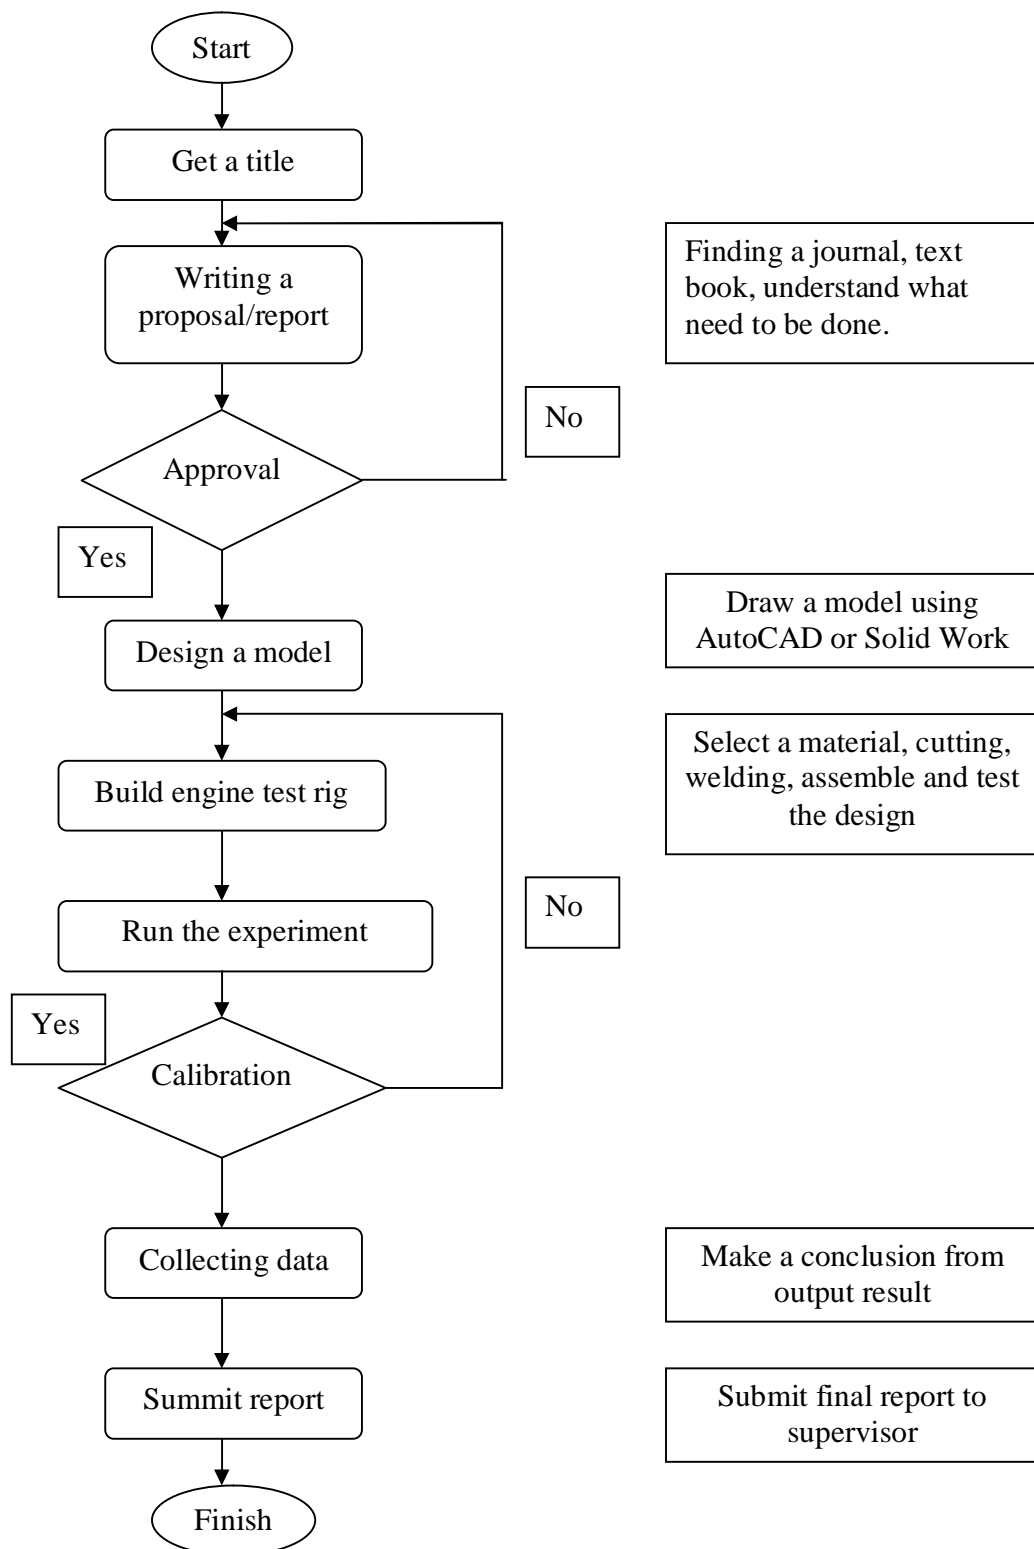 Start
Get a title
Writing a
proposal/report
Finding a journal, text
book, understand what
need to be done.
No
Approval
Yes
Draw a model using
AutoCAD or Solid Work
Design a model
Select a material, cutting,
welding, assemble and test
the design
Build engine test rig
No
Run the experiment
Yes
Calibration
Collecting data
Make a conclusion from
output result
Summit report
Submit final report to
supervisor
Finish